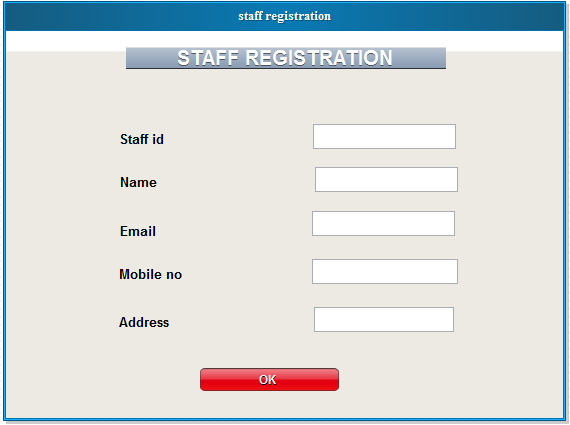 staff registration
STAFF REGISTRATION
Staff id
Name
Email
Mobile no
Address
OK